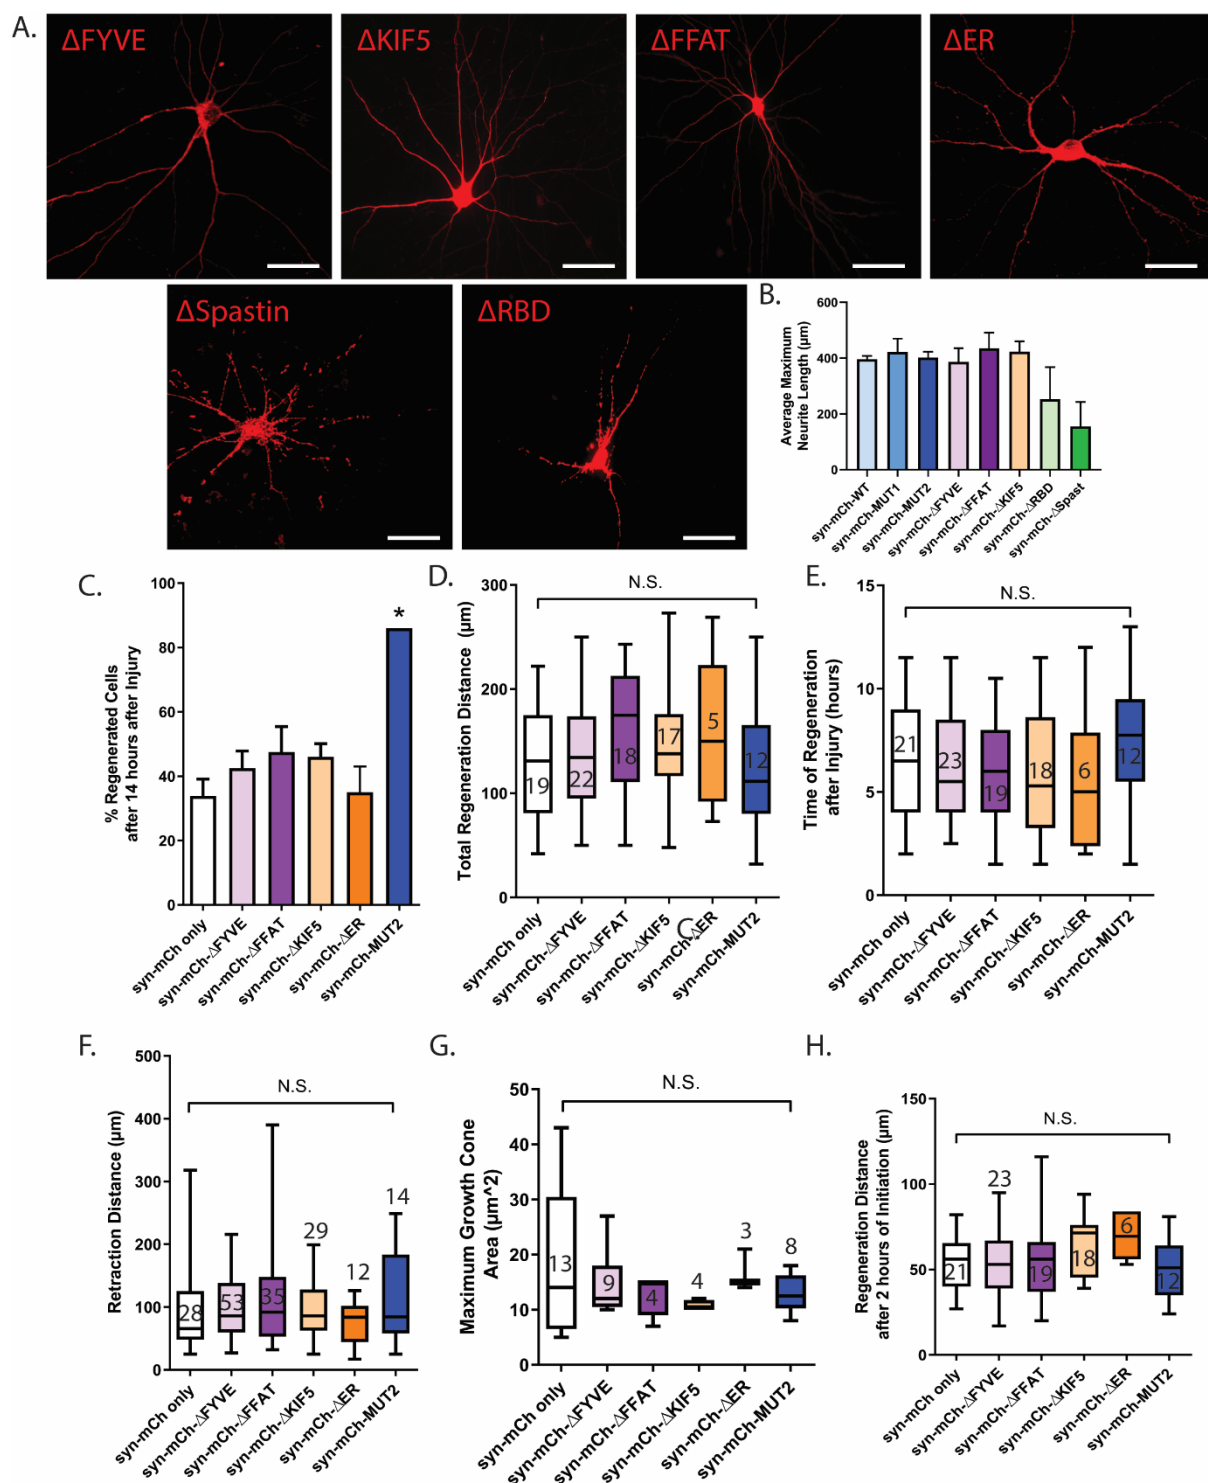 A.
ΔFYVE
ΔKIF5
ΔFFAT
ΔER
ΔSpastin
ΔRBD
B.
Average Maximum
Neurite Length (µm)
600
400
200
0
syn-mCh-WT
syn-mCh-MUT1
syn-mCh-MUT2
syn-mCh-ΔFYVE
syn-mCh-ΔFFAT
syn-mCh-ΔKIF5
syn-mCh-ΔRBD
syn-mCh-ΔSpast
C.
% Regenerated Cells
after 14 hours after Injury
100
80
60
40
20
0
*
syn-mCh only
syn-mCh-ΔFYVE
syn-mCh-ΔFFAT
syn-mCh-ΔKIF5
syn-mCh-ΔER
syn-mCh-MUT2
D.
Total Regeneration Distance (µm)
300
200
100
0
N.S.
19
22
18
17
5
12
C
syn-mCh only
syn-mCh-ΔFYVE
syn-mCh-ΔFFAT
syn-mCh-ΔKIF5
syn-mCh-ΔER
syn-mCh-MUT2
E.
Time of Regeneration
after Injury (hours)
15
10
5
0
N.S.
21
23
19
18
6
12
syn-mCh only
syn-mCh-ΔFYVE
syn-mCh-ΔFFAT
syn-mCh-ΔKIF5
syn-mCh-ΔER
syn-mCh-MUT2
F.
Retraction Distance (µm)
500
400
300
200
100
0
N.S.
28
53
35
29
12
14
syn-mCh only
syn-mCh-ΔFYVE
syn-mCh-ΔFFAT
syn-mCh-ΔKIF5
syn-mCh-ΔER
syn-mCh-MUT2
G.
Maximum Growth Cone
Area (µm^2)
50
40
30
20
10
0
N.S.
13
9
4
4
3
8
syn-mCh only
syn-mCh-ΔFYVE
syn-mCh-ΔFFAT
syn-mCh-ΔKIF5
syn-mCh-ΔER
syn-mCh-MUT2
H.
Regeneration Distance
after 2 hours of Initiation (µm)
150
100
50
0
N.S.
21
23
19
18
6
12
syn-mCh only
syn-mCh-ΔFYVE
syn-mCh-ΔFFAT
syn-mCh-ΔKIF5
syn-mCh-ΔER
syn-mCh-MUT2